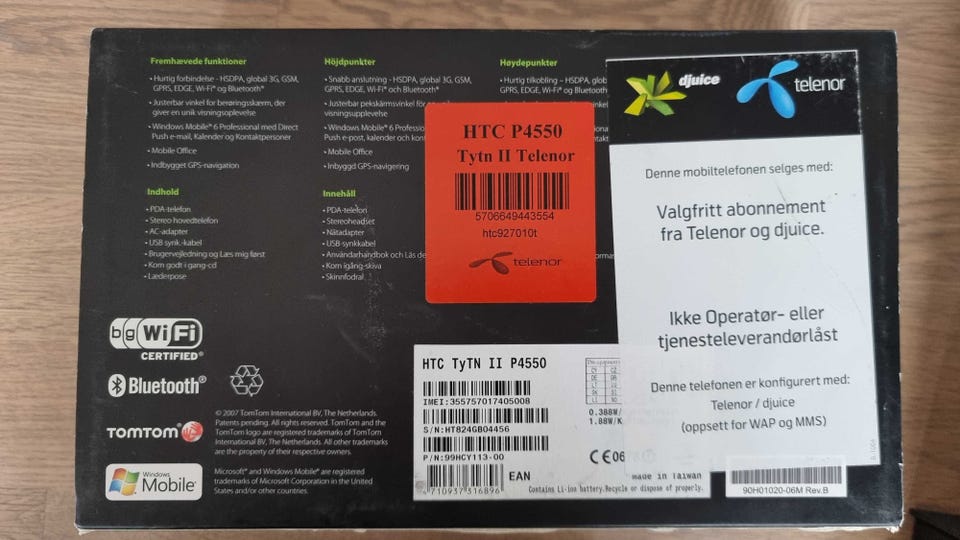 Fremhævede funktioner
• Hurtig forbindelse - HSDPA, global 3G, GSM,
GPRS, EDGE, Wi-Fi® og Bluetooth®
• Justerbar vinkel for berøringsskærm, der
giver en unik visningsoplevelse
• Windows Mobile® 6 Professional med Direct
Push e-mail, Kalender og Kontaktpersoner
• Mobile Office
• Indbygget GPS-navigation
Indhold
• PDA-telefon
• Stereo hovedtelefon
• AC-adapter
• USB synk.-kabel
• Brugervejledning og Læs mig først
• Kom godt i gang-cd
• Læderpose
Höjdpunkter
• Snabb anslutning - HSDPA, global 3G, GSM,
GPRS, EDGE, Wi-Fi® och Bluetooth®
• Justerbar pekskärmsvinkel för
visningsupplevelse
• Windows Mobile® 6
Push e-post, kalender och
• Mobile Office
• Inbyggd GPS-navigering
Innehåll
• PDA-telefon
• Stereoheadset
• Nätadapter
• USB-synkkabel
• Användarhandbok och Läs
• Kom igång-skiva
• Skinnfodral
Høydepunkter
• Hurtig tilkobling –
GPRS, EDGE, Wi-Fi® og Bluetooth®
HTC P4550
Tytn II Telenor
5706649443554
htc927010t
telenor
djuice
telenor
Denne mobiltelefonen selges med:
Valgfritt abonnement
fra Telenor og djuice.
Ikke Operatør- eller
tjenesteleverandørlåst
Denne telefonen er konfigurert med:
Telenor / djuice
(oppsett for WAP og MMS)
bg WiFi
CERTIFIED®
Bluetooth®
TOMTOM
© 2007 TomTom International BV, The Netherlands.
Patents pending. All rights reserved. TomTom and the
TomTom logo are registered trademarks of TomTom
International BV, The Netherlands. All other trademarks
are the property of their respective owners.
Windows
Mobile®
Microsoft® and Windows Mobile® are registered
trademarks of Microsoft Corporation in the United
States and/or other countries.
HTC TyTN II P4550
IMEI:355757017405008
S/N:HT824GB04456
P/N:99HCY113-00
4710937316896
EAN
0.388W/
1.88W/K
CE06
Made in Taiwan
Contains Li-ion battery.Recycle or dispose of properly.
90H01020-06M Rev.B